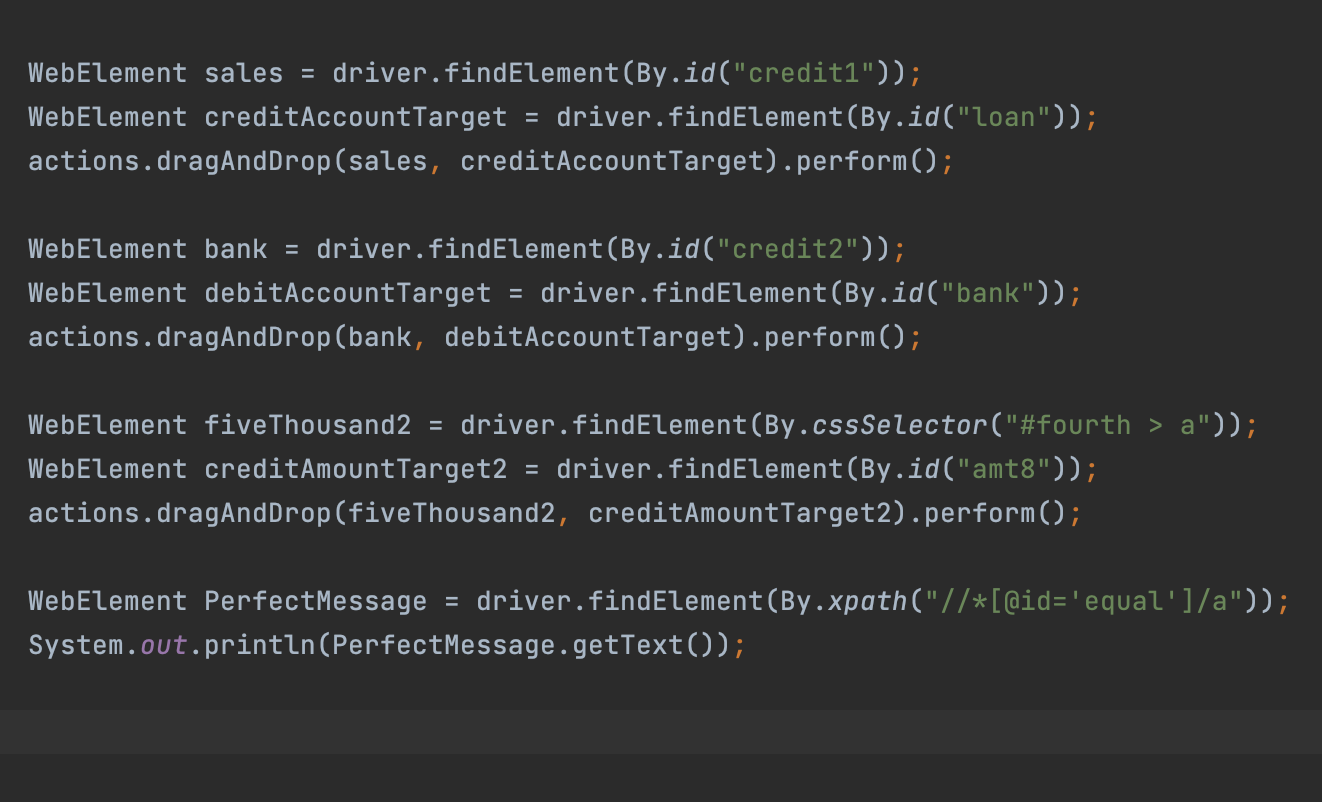 WebElement sales = driver.findElement(By.id("credit1"));
WebElement creditAccountTarget = driver.findElement(By.id("loan"));
actions.dragAndDrop(sales, creditAccountTarget).perform();
WebElement bank = driver.findElement(By.id("credit2"));
WebElement debitAccountTarget = driver.findElement(By.id("bank"));
actions.dragAndDrop(bank, debitAccountTarget).perform();
WebElement fiveThousand2 = driver.findElement(By.cssSelector("#fourth > a"));
WebElement creditAmountTarget2 = driver.findElement(By.id("amt8"));
actions.dragAndDrop(fiveThousand2, creditAmountTarget2).perform();
WebElement PerfectMessage = driver.findElement(By.xpath("//*[@id='equal']/a"));
System.out.println(PerfectMessage.getText());